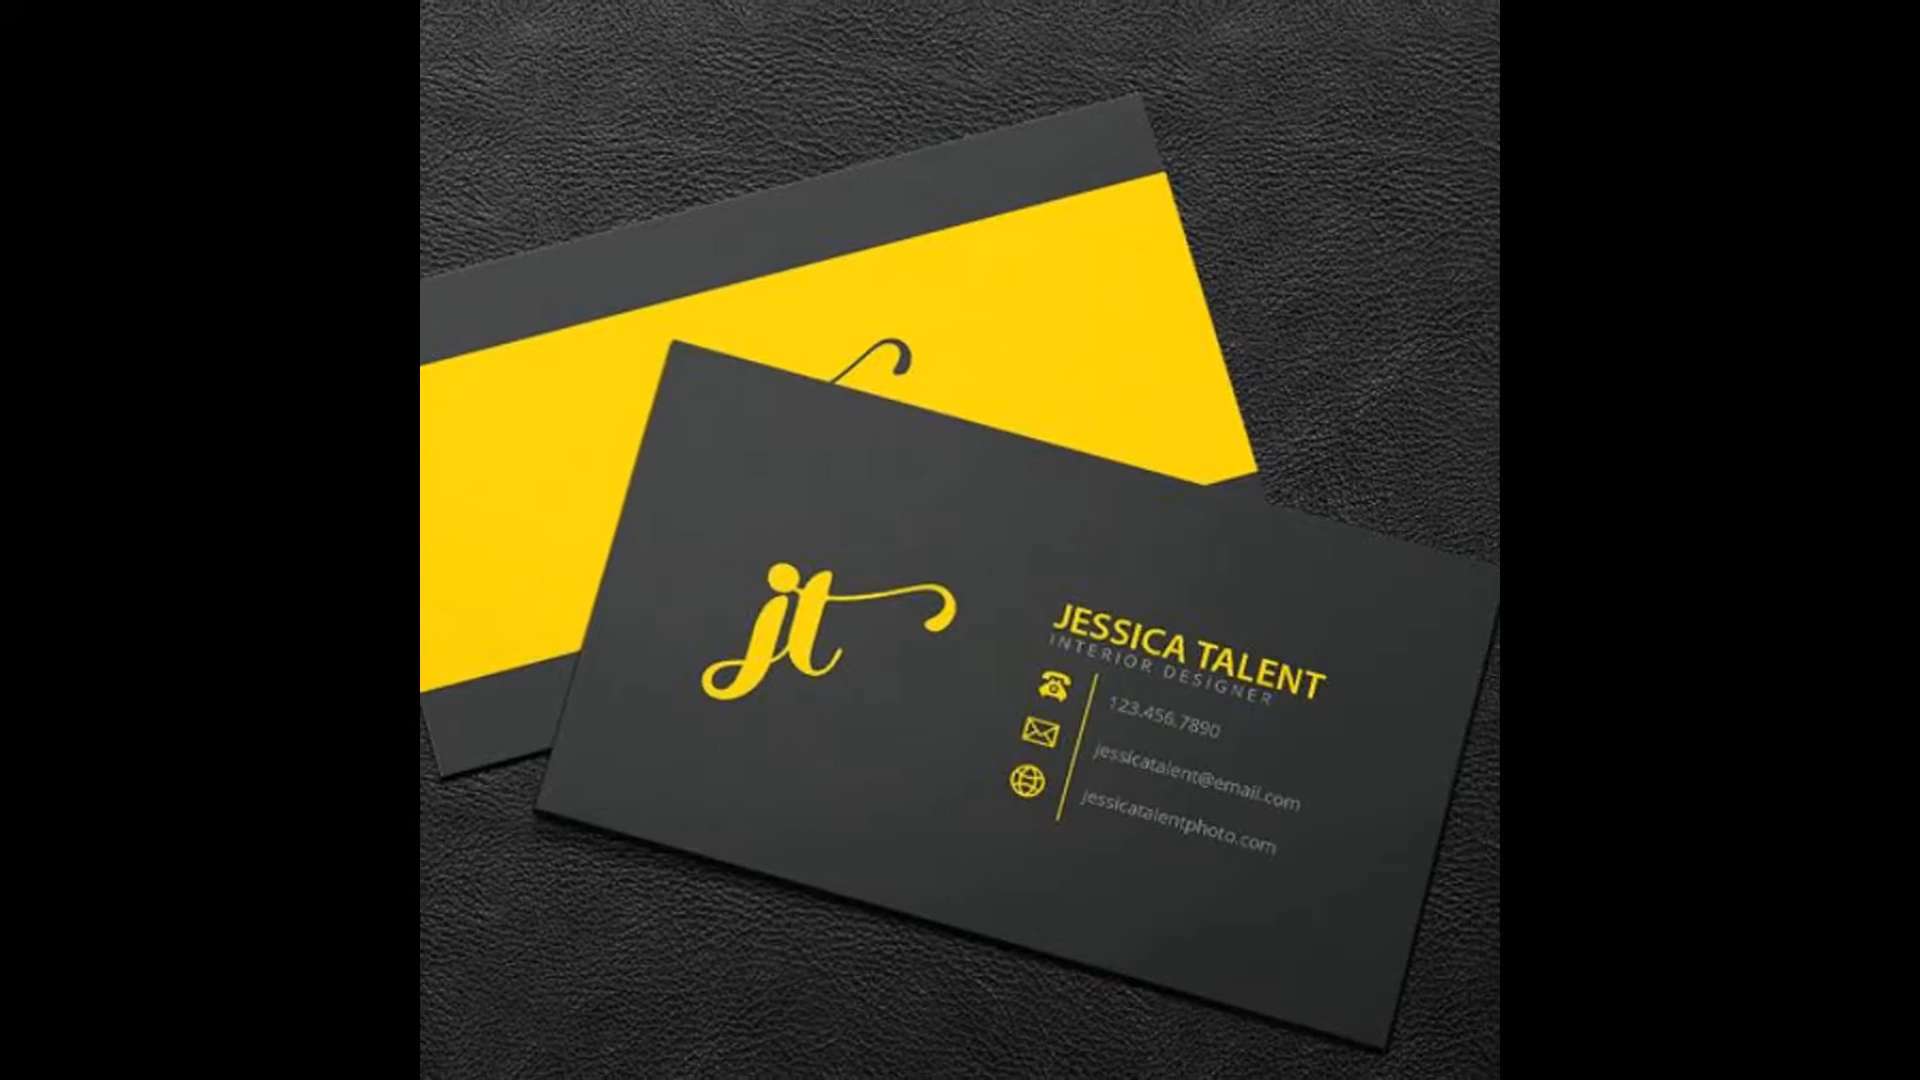 jt
JESSICA TALENT
INTERIOR DESIGNER
123.456.7890
jessicatalent@email.com
jessicatalentphoto.com